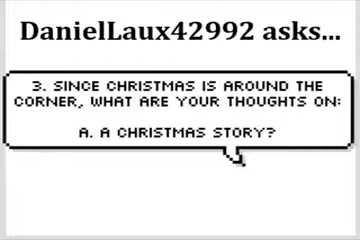 DanielLaux42992 asks...
3. SINCE CHRISTMAS IS AROUND THE
CORNER, WHAT ARE YOUR THOUGHTS ON:
A. A CHRISTMAS STORY?